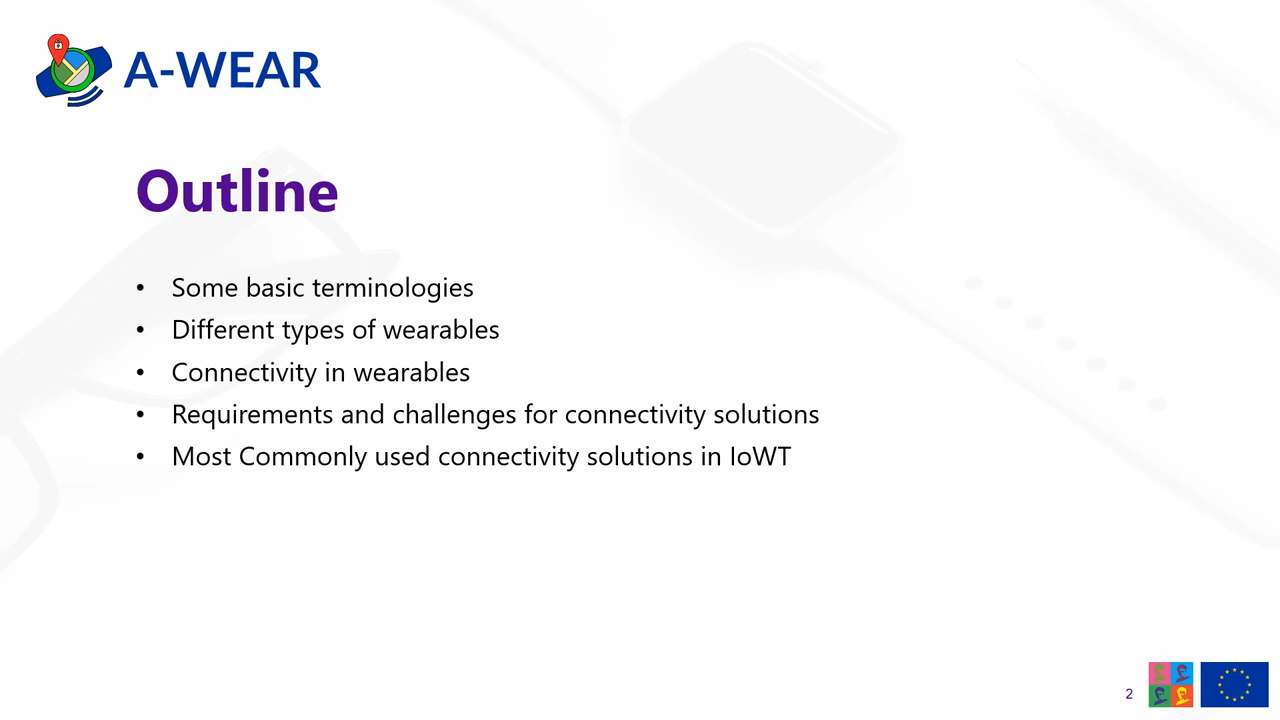 A-WEAR
Outline
• Some basic terminologies
• Different types of wearables
• Connectivity in wearables
• Requirements and challenges for connectivity solutions
• Most Commonly used connectivity solutions in IoWT
2